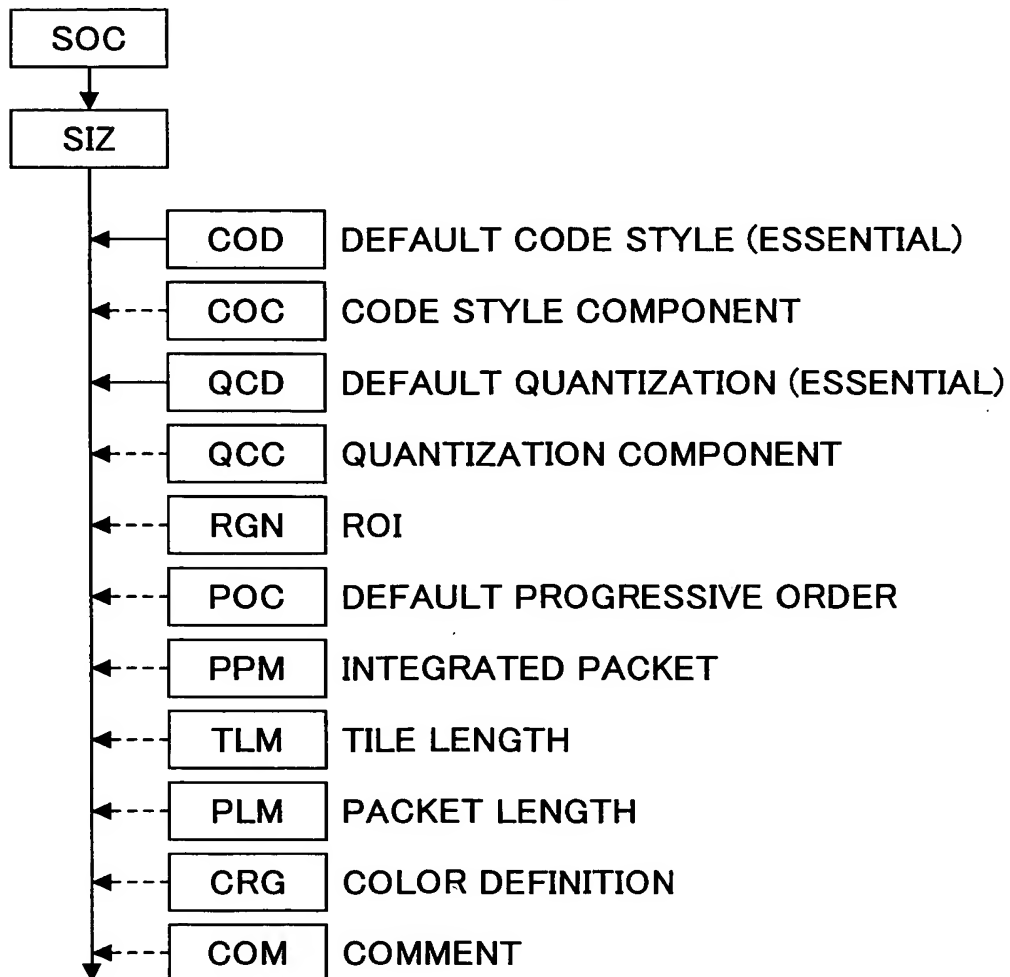 SOC
SIZ
COD DEFAULT CODE STYLE (ESSENTIAL)
COC CODE STYLE COMPONENT
QCD DEFAULT QUANTIZATION (ESSENTIAL)
QCC QUANTIZATION COMPONENT
RGN ROI
POC DEFAULT PROGRESSIVE ORDER
PPM INTEGRATED PACKET
TLM TILE LENGTH
PLM PACKET LENGTH
CRG COLOR DEFINITION
COM COMMENT